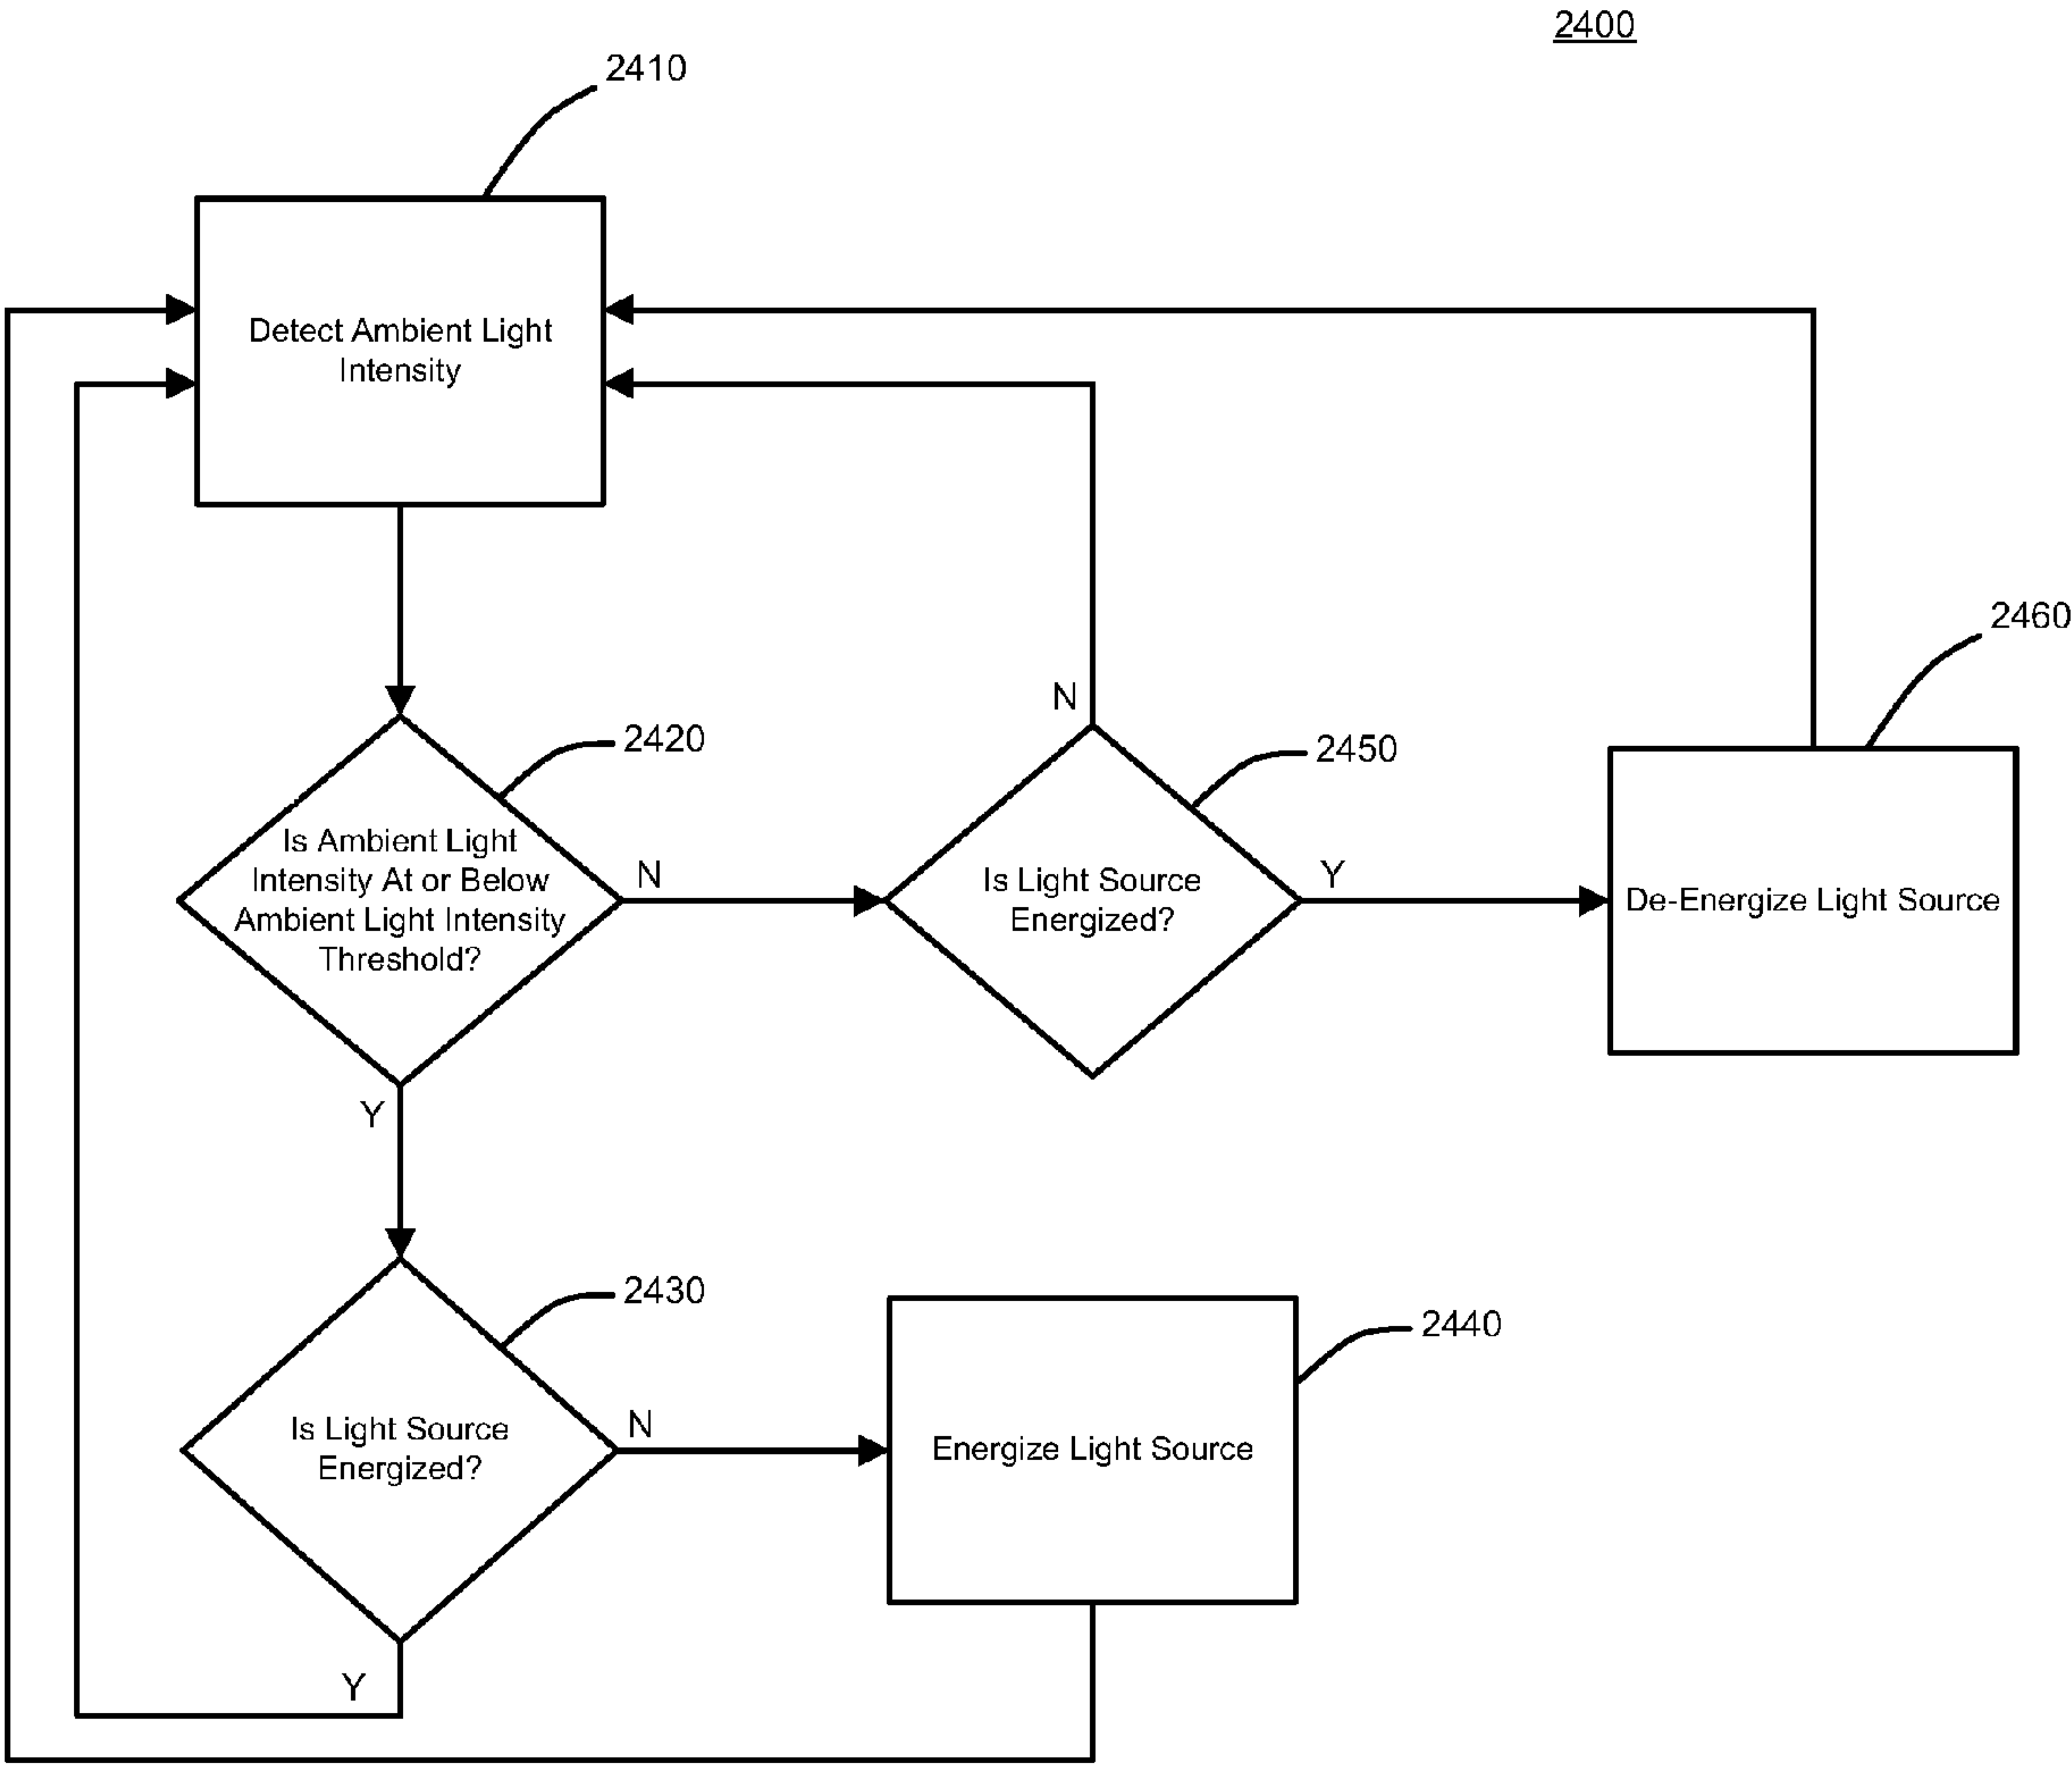 2400
2410
Detect Ambient Light
Intensity
2460
N
2420
2450
Is Ambient Light
Intensity At or Below
Ambient Light Intensity
Threshold?
N
Is Light Source
Energized?
Y
De-Energize Light Source
Y
2430
2440
Is Light Source
Energized?
N
Energize Light Source
Y